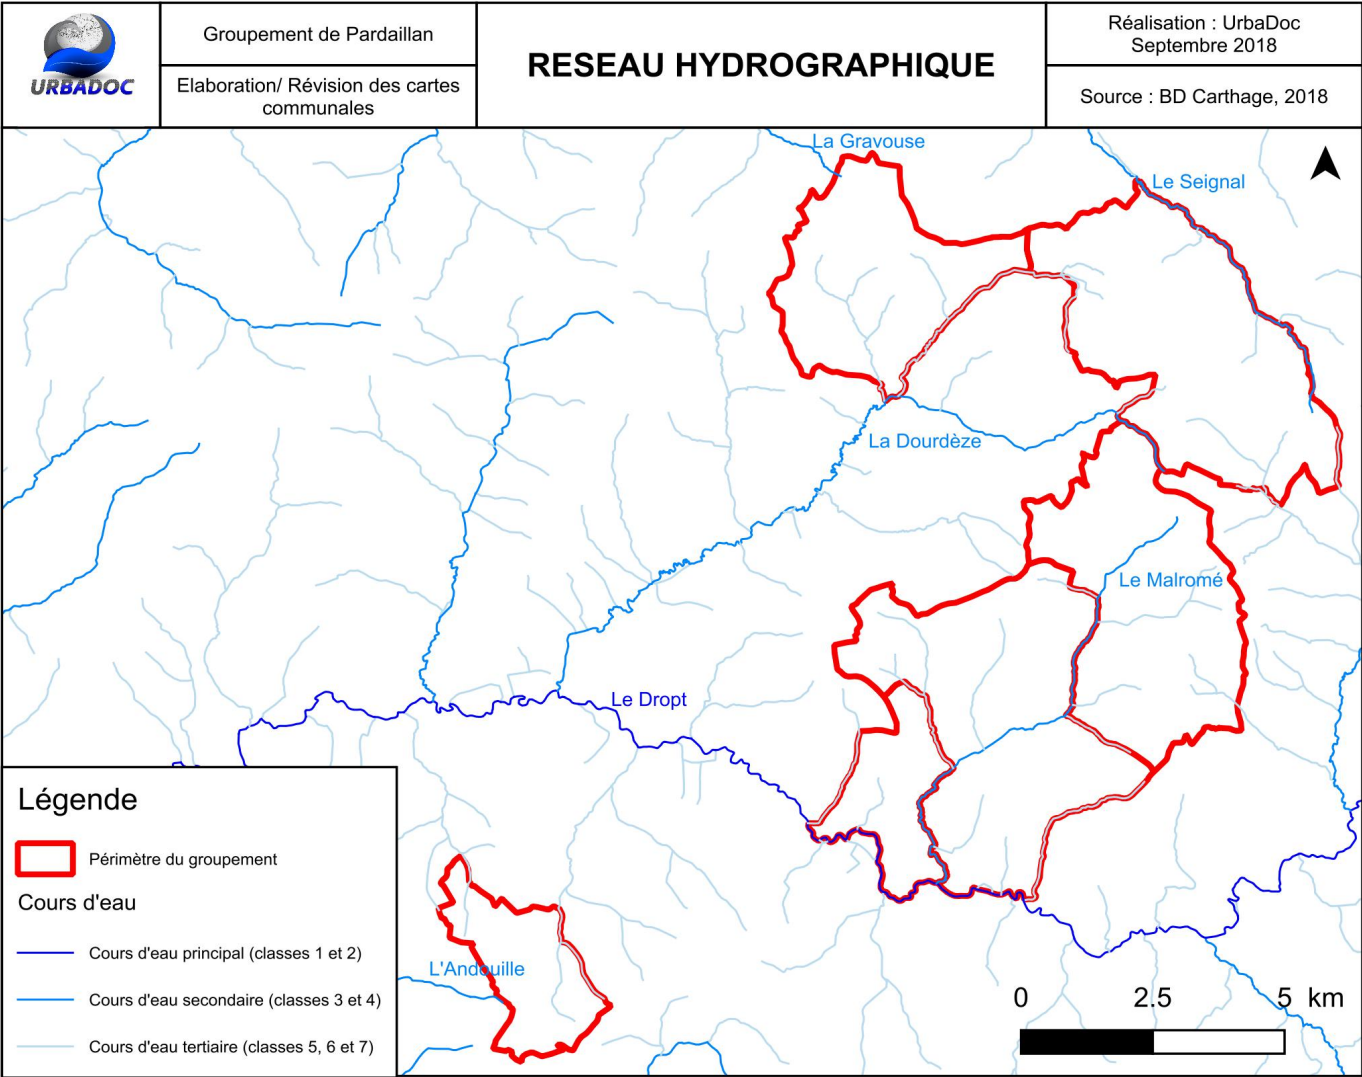 URBADOC
Groupement de Pardaillan
Elaboration/ Révision des cartes
communales
RESEAU HYDROGRAPHIQUE
Réalisation : UrbaDoc
Septembre 2018
Source : BD Carthage, 2018
La Gravouse
Le Seignal
La Dourdèze
Le Malromé
Le Dropt
L'Andouille
Légende
Périmètre du groupement
Cours d'eau
Cours d'eau principal (classes 1 et 2)
Cours d'eau secondaire (classes 3 et 4)
Cours d'eau tertiaire (classes 5, 6 et 7)
0 2.5 5 km